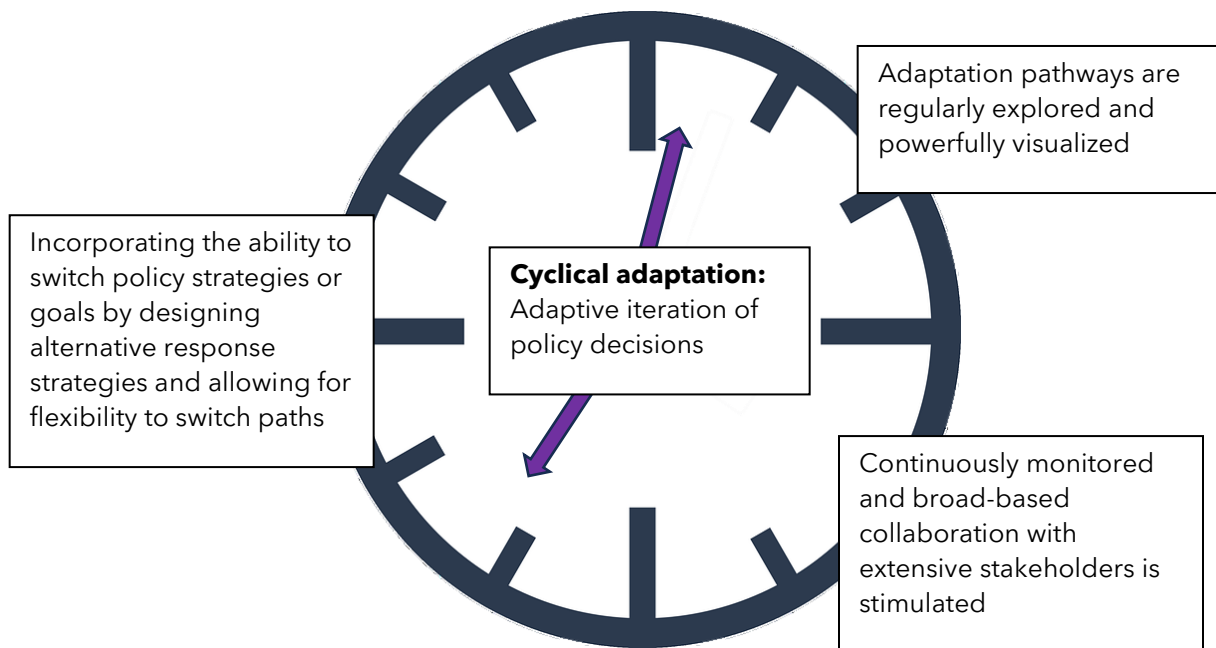 Adaptation pathways are
regularly explored and
powerfully visualized
Incorporating the ability to
switch policy strategies or
goals by designing
alternative response
strategies and allowing for
flexibility to switch paths
Cyclical adaptation:
Adaptive iteration of
policy decisions
Continuously monitored
and broad-based
collaboration with
extensive stakeholders is
stimulated